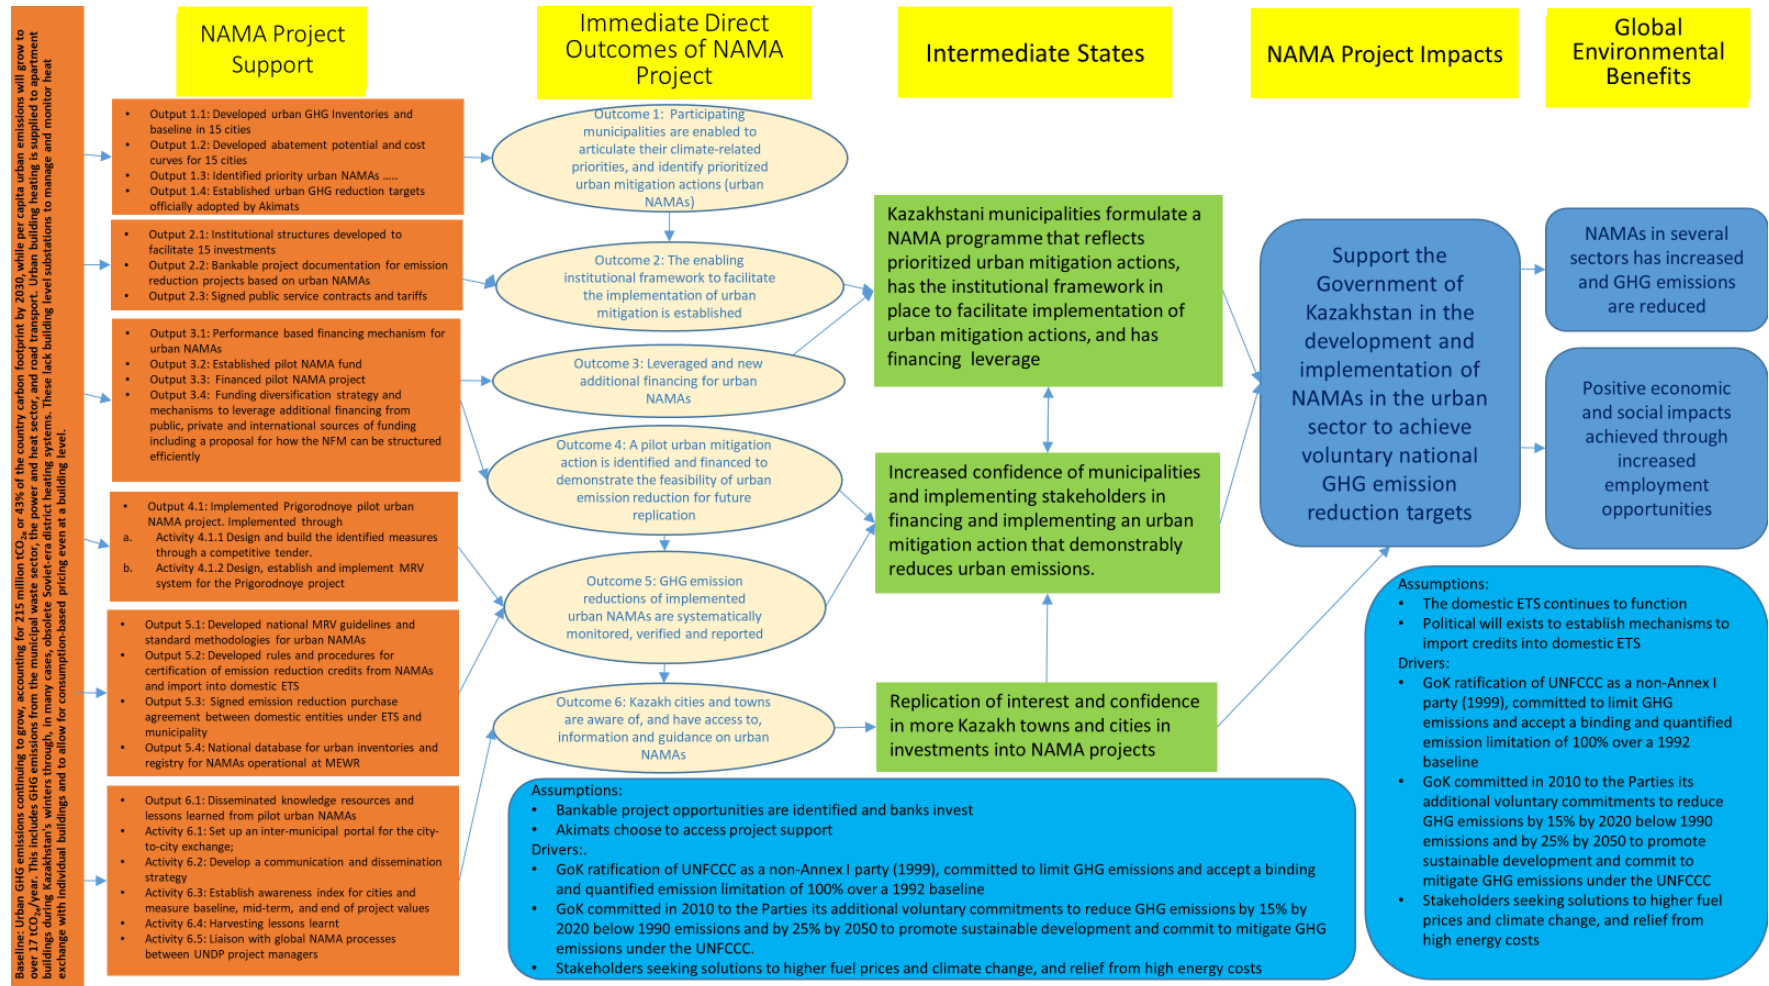 Baseline: Urban GHG emissions continuing to grow, accounting for 215 million tCO2e or 43% of the country carbon footprint by 2030, while per capita urban emissions will grow to
over 17 tCO2e/year. This includes GHG emissions from the municipal waste sector, the power and heat sector, and road transport. Urban building heating is supplied to apartment
buildings during Kazakhstan's winters through, in many cases, obsolete Soviet-era district heating systems. These lack building level substations to manage and monitor heat
exchange with individual buildings and to allow for consumption-based pricing even at a building level.
NAMA Project
Support
• Output 1.1: Developed urban GHG Inventories and
baseline in 15 cities
• Output 1.2: Developed abatement potential and cost
curves for 15 cities
• Output 1.3: Identified priority urban NAMAs .....
• Output 1.4: Established urban GHG reduction targets
officially adopted by Akimats
• Output 2.1: Institutional structures developed to
facilitate 15 investments
• Output 2.2: Bankable project documentation for emission
reduction projects based on urban NAMAs
• Output 2.3: Signed public service contracts and tariffs
• Output 3.1: Performance based financing mechanism for
urban NAMAs
• Output 3.2: Established pilot NAMA fund
• Output 3.3: Financed pilot NAMA project
• Output 3.4: Funding diversification strategy and
mechanisms to leverage additional financing from
public, private and international sources of funding
including a proposal for how the NFM can be structured
efficiently
• Output 4.1: Implemented Prigorodnoye pilot urban
NAMA project. Implemented through
a. Activity 4.1.1 Design and build the identified measures
through a competitive tender.
b. Activity 4.1.2 Design, establish and implement MRV
system for the Prigorodnoye project
• Output 5.1: Developed national MRV guidelines and
standard methodologies for urban NAMAs
• Output 5.2: Developed rules and procedures for
certification of emission reduction credits from NAMAs
and import into domestic ETS
• Output 5.3: Signed emission reduction purchase
agreement between domestic entities under ETS and
municipality
• Output 5.4: National database for urban inventories and
registry for NAMAs operational at MEWR
• Output 6.1: Disseminated knowledge resources and
lessons learned from pilot urban NAMAs
• Activity 6.1: Set up an inter-municipal portal for the city-
to-city exchange;
• Activity 6.2: Develop a communication and dissemination
strategy
• Activity 6.3: Establish awareness index for cities and
measure baseline, mid-term, and end of project values
• Activity 6.4: Harvesting lessons learnt
• Activity 6.5: Liaison with global NAMA processes
between UNDP project managers
Immediate Direct
Outcomes of NAMA
Project
Outcome 1: Participating
municipalities are enabled to
articulate their climate-related
priorities, and identify prioritized
urban mitigation actions (urban
NAMAs)
Outcome 2: The enabling
institutional framework to facilitate
the implementation of urban
mitigation is established
Outcome 3: Leveraged and new
additional financing for urban
NAMAs
Outcome 4: A pilot urban mitigation
action is identified and financed to
demonstrate the feasibility of urban
emission reduction for future
replication
Outcome 5: GHG emission
reductions of implemented
urban NAMAs are systematically
monitored, verified and reported
Outcome 6: Kazakh cities and towns
are aware of, and have access to,
information and guidance on urban
NAMAs
Intermediate States
Kazakhstani municipalities formulate a
NAMA programme that reflects
prioritized urban mitigation actions,
has the institutional framework in
place to facilitate implementation of
urban mitigation actions, and has
financing leverage
Increased confidence of municipalities
and implementing stakeholders in
financing and implementing an urban
mitigation action that demonstrably
reduces urban emissions.
Replication of interest and confidence
in more Kazakh towns and cities in
investments into NAMA projects
Assumptions:
• Bankable project opportunities are identified and banks invest
• Akimats choose to access project support
Drivers:.
• GoK ratification of UNFCCC as a non-Annex I party (1999), committed to limit GHG emissions and accept a binding
and quantified emission limitation of 100% over a 1992 baseline
• GoK committed in 2010 to the Parties its additional voluntary commitments to reduce GHG emissions by 15% by
2020 below 1990 emissions and by 25% by 2050 to promote sustainable development and commit to mitigate GHG
emissions under the UNFCCC.
• Stakeholders seeking solutions to higher fuel prices and climate change, and relief from high energy costs
NAMA Project Impacts
Support the
Government of
Kazakhstan in the
development and
implementation of
NAMAs in the urban
sector to achieve
voluntary national
GHG emission
reduction targets
Global
Environmental
Benefits
NAMAs in several
sectors has increased
and GHG emissions
are reduced
Positive economic
and social impacts
achieved through
increased
employment
opportunities
Assumptions:
• The domestic ETS continues to function
• Political will exists to establish mechanisms to
import credits into domestic ETS
Drivers:
• GoK ratification of UNFCCC as a non-Annex I
party (1999), committed to limit GHG
emissions and accept a binding and quantified
emission limitation of 100% over a 1992
baseline
• GoK committed in 2010 to the Parties its
additional voluntary commitments to reduce
GHG emissions by 15% by 2020 below 1990
emissions and by 25% by 2050 to promote
sustainable development and commit to
mitigate GHG emissions under the UNFCCC
• Stakeholders seeking solutions to higher fuel
prices and climate change, and relief from
high energy costs